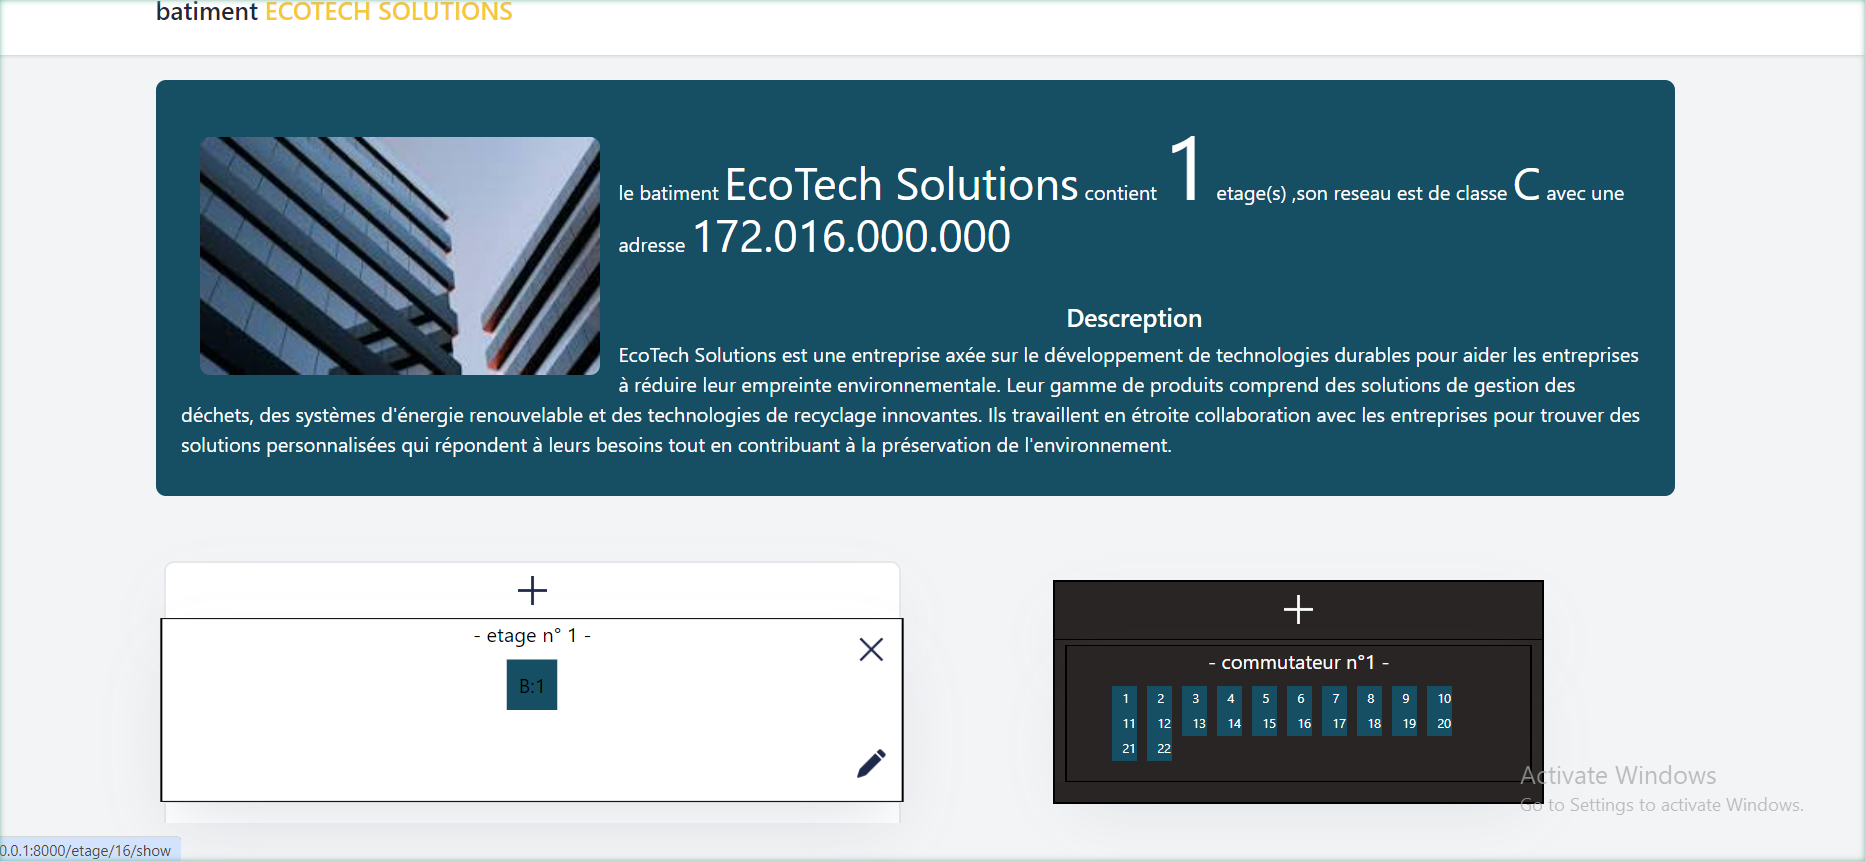 batiment ECOTECH SOLUTIONS
le batiment EcoTech Solutions contient 1 etage(s) ,son reseau est de classe C avec une
adresse 172.016.000.000
Descreption
EcoTech Solutions est une entreprise axée sur le développement de technologies durables pour aider les entreprises
à réduire leur empreinte environnementale. Leur gamme de produits comprend des solutions de gestion des
déchets, des systèmes d'énergie renouvelable et des technologies de recyclage innovantes. Ils travaillent en étroite collaboration avec les entreprises pour trouver des
solutions personnalisées qui répondent à leurs besoins tout en contribuant à la préservation de l'environnement.
- etage n° 1 -
B:1
- commutateur n°1 -
1 2 3 4 5 6 7 8 9 10
11 12 13 14 15 16 17 18 19 20
21 22
Activate Windows
Go to Settings to activate Windows.
0.0.1:8000/etage/16/show